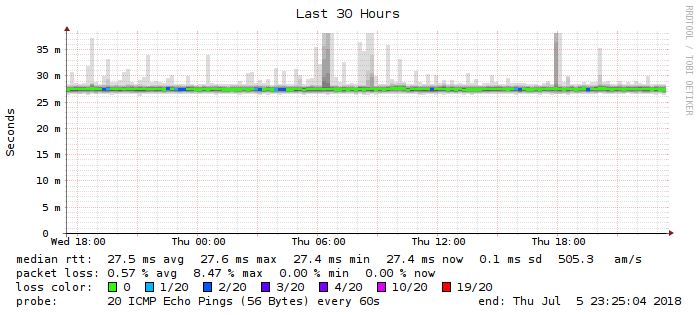 Last 30 Hours
RRDTOOL / TOBI OETIKER
Seconds
35 m
30 m
25 m
20 m
15 m
10 m
5 m
0
Wed 18:00 Thu 00:00 Thu 06:00 Thu 12:00 Thu 18:00
median rtt: 27.5 ms avg 27.6 ms max 27.4 ms min 27.4 ms now 0.1 ms sd 505.3 am/s
packet loss: 0.57 % avg 8.47 % max 0.00 % min 0.00 % now
loss color: 0 1/20 2/20 3/20 4/20 10/20 19/20
probe: 20 ICMP Echo Pings (56 Bytes) every 60s end: Thu Jul 5 23:25:04 2018